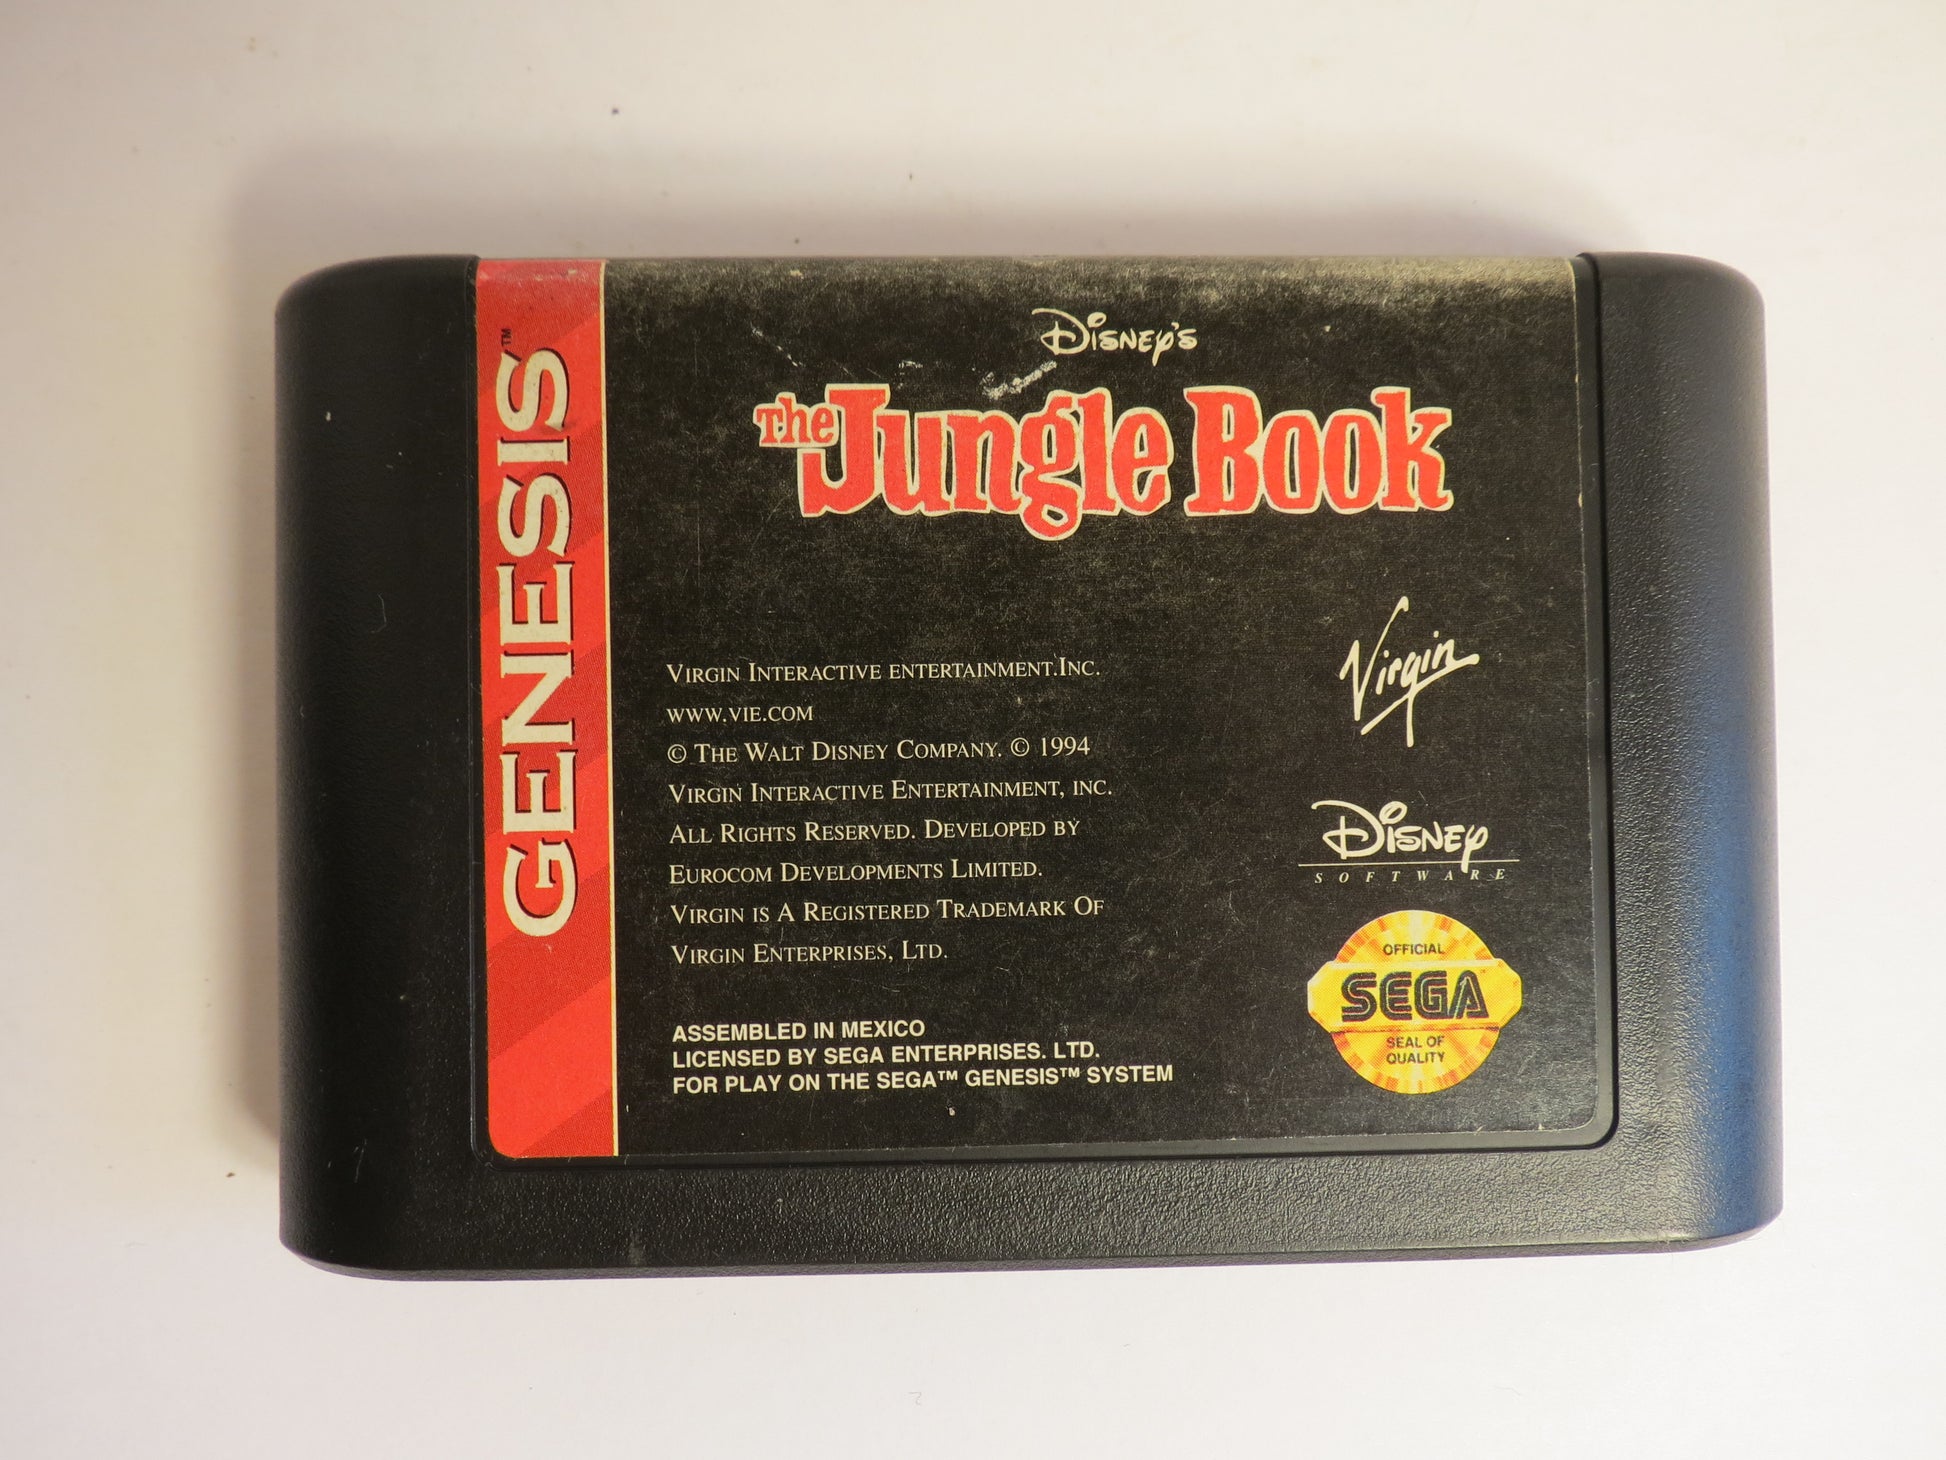 GENESIS™
DISNEY'S
The Jungle Book
VIRGIN INTERACTIVE ENTERTAINMENT.INC.
WWW.VIE.COM
© THE WALT DISNEY COMPANY. © 1994
VIRGIN INTERACTIVE ENTERTAINMENT, INC.
ALL RIGHTS RESERVED. DEVELOPED BY
EUROCOM DEVELOPMENTS LIMITED.
VIRGIN IS A REGISTERED TRADEMARK OF
VIRGIN ENTERPRISES, LTD.
ASSEMBLED IN MEXICO
LICENSED BY SEGA ENTERPRISES. LTD.
FOR PLAY ON THE SEGA™ GENESIS™ SYSTEM
Virgin
DISNEY
SOFTWARE
OFFICIAL
SEGA
SEAL OF
QUALITY